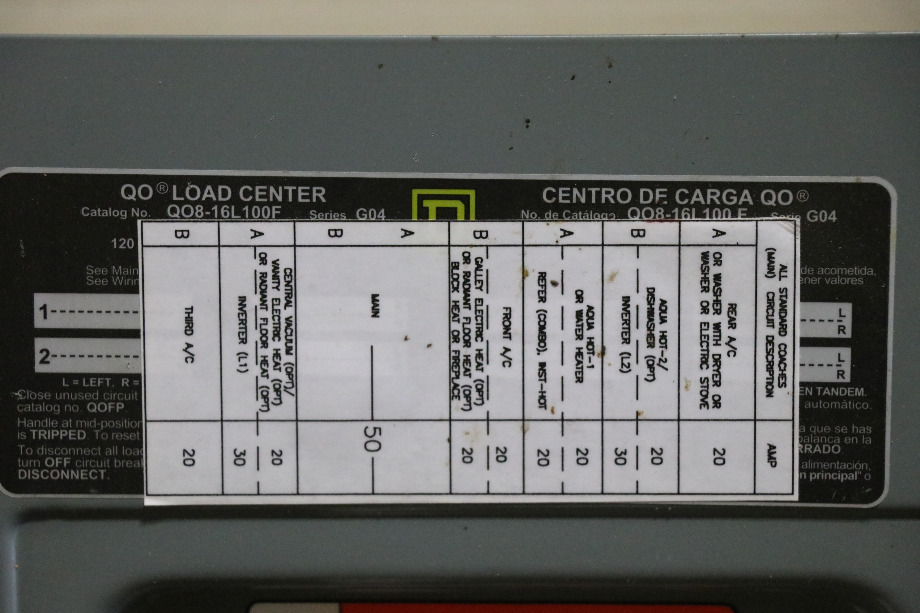 QO® LOAD CENTER
Catalog No. QO8-16L100F Series G04
CENTRO DE CARGA QO®
No. de Catálogo QO8-16L100 F Serie G04
120
See Main
See Wirin
1
2
L = LEFT. R =
Close unused circuit
catalog no. QOFP.
Handle at mid-position
is TRIPPED. To reset
To disconnect all load
turn OFF circuit break
DISCONNECT.
de acometida,
ener valores
L
R
L
R
EN TANDEM.
automático.
a que se has
palanca en la
RRADO
alimentación,
n principal" o
ALL STANDARD COACHES
(MAIN) CIRCUIT DESCRIPTION
AMP
A
REAR A/C
OR WASHER WITH DRYER OR
WASHER OR ELECTRIC STOVE
20
B
AQUA HOT-2/
DISHWASHER (OPT)
20
INVERTER (L2)
30
A
AQUA HOT-1
OR WATER HEATER
20
REFER (COMBO), INST-HOT
20
B
FRONT A/C
20
GALLEY ELECTRIC HEAT (OPT)
OR RADIANT FLOOR HEAT (OPT)
BLOCK HEAT OR FIREPLACE
20
A
B
MAIN
50
A
CENTRAL VACUUM (OPT)/
VANITY ELECTRIC HEAT (OPT)
OR RADIANT FLOOR HEAT (OPT)
20
INVERTER (L1)
30
B
THIRD A/C
20